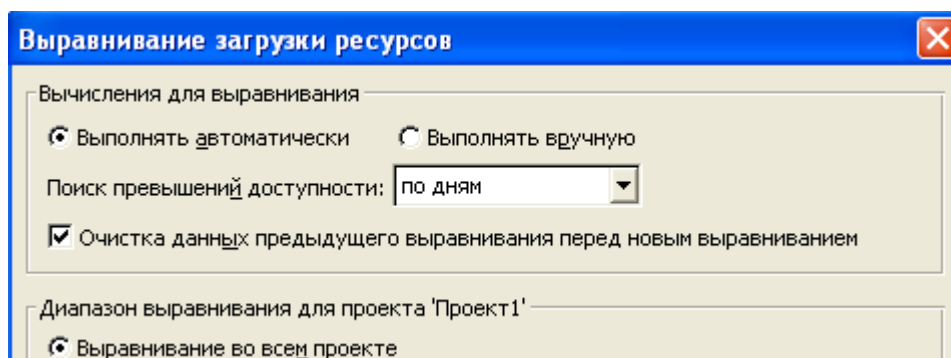 Выравнивание загрузки ресурсов
Вычисления для выравнивания
Выполнять автоматически Выполнять вручную
Поиск превышений доступности: по дням
Очистка данных предыдущего выравнивания перед новым выравниванием
Диапазон выравнивания для проекта 'Проект1'
Выравнивание во всем проекте